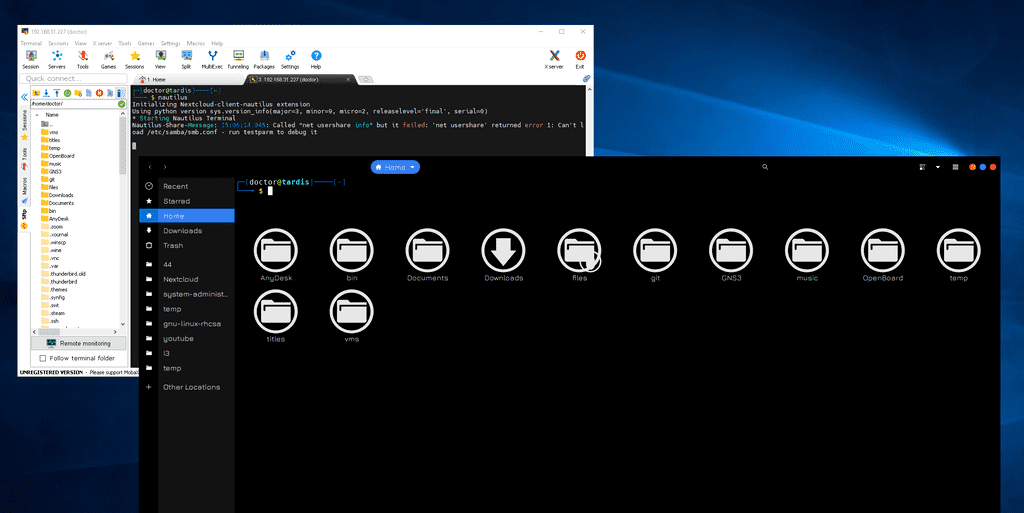 192.168.31.227 (doctor)
Terminal Sessions View X server Tools Games Settings Macros Help
Session Servers Tools Games Sessions View Split MultiExec Tunneling Packages Settings Help X server Exit
Quick connect...
1. Home
3. 192.168.31.227 (doctor)
/home/doctor/
Name
..
vms
titles
temp
OpenBoard
music
GNS3
git
files
Downloads
Documents
bin
AnyDesk
.zoom
.xournal
.winscp
.wine
.vnc
.var
.thunderbird.old
.thunderbird
.themes
.synfig
.swt
.steam
.ssh
Sessions
Tools
Macros
Sftp
Remote monitoring
Follow terminal folder
UNREGISTERED VERSION - Please support MobaX
[doctor@tardis]----[~]
$ nautilus
Initializing Nextcloud-client-nautilus extension
Using python version sys.version_info(major=3, minor=9, micro=2, releaselevel='final', serial=0)
* Starting Nautilus Terminal
Nautilus-Share-Message: 15:06:14.945: Called "net usershare info" but it failed: 'net usershare' returned error 1: Can't l
oad /etc/samba/smb.conf - run testparm to debug it
Home
Recent
Starred
Home
Downloads
Trash
44
Nextcloud
system-administ...
temp
gnu-linux-rhcsa
youtube
i3
temp
Other Locations
[doctor@tardis]----[~]
$
AnyDesk bin Documents Downloads files git GNS3 music OpenBoard temp
titles vms